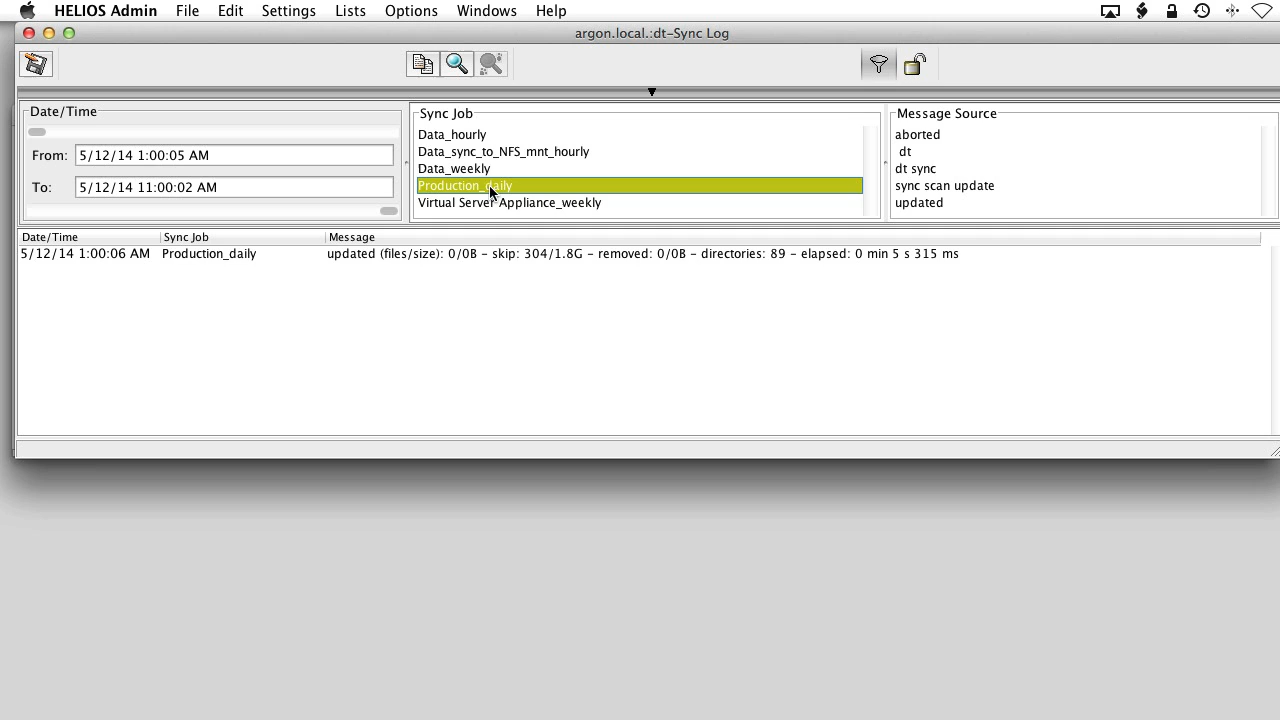 HELIOS Admin File Edit Settings Lists Options Windows Help
argon.local.:dt-Sync Log
Date/Time
From: 5/12/14 1:00:05 AM
To: 5/12/14 11:00:02 AM
Sync Job
Data_hourly
Data_sync_to_NFS_mnt_hourly
Data_weekly
Production_daily
Virtual Server Appliance_weekly
Message Source
aborted
dt
dt sync
sync scan update
updated
Date/Time Sync Job Message
5/12/14 1:00:06 AM Production_daily updated (files/size): 0/0B – skip: 304/1.8G – removed: 0/0B – directories: 89 – elapsed: 0 min 5 s 315 ms